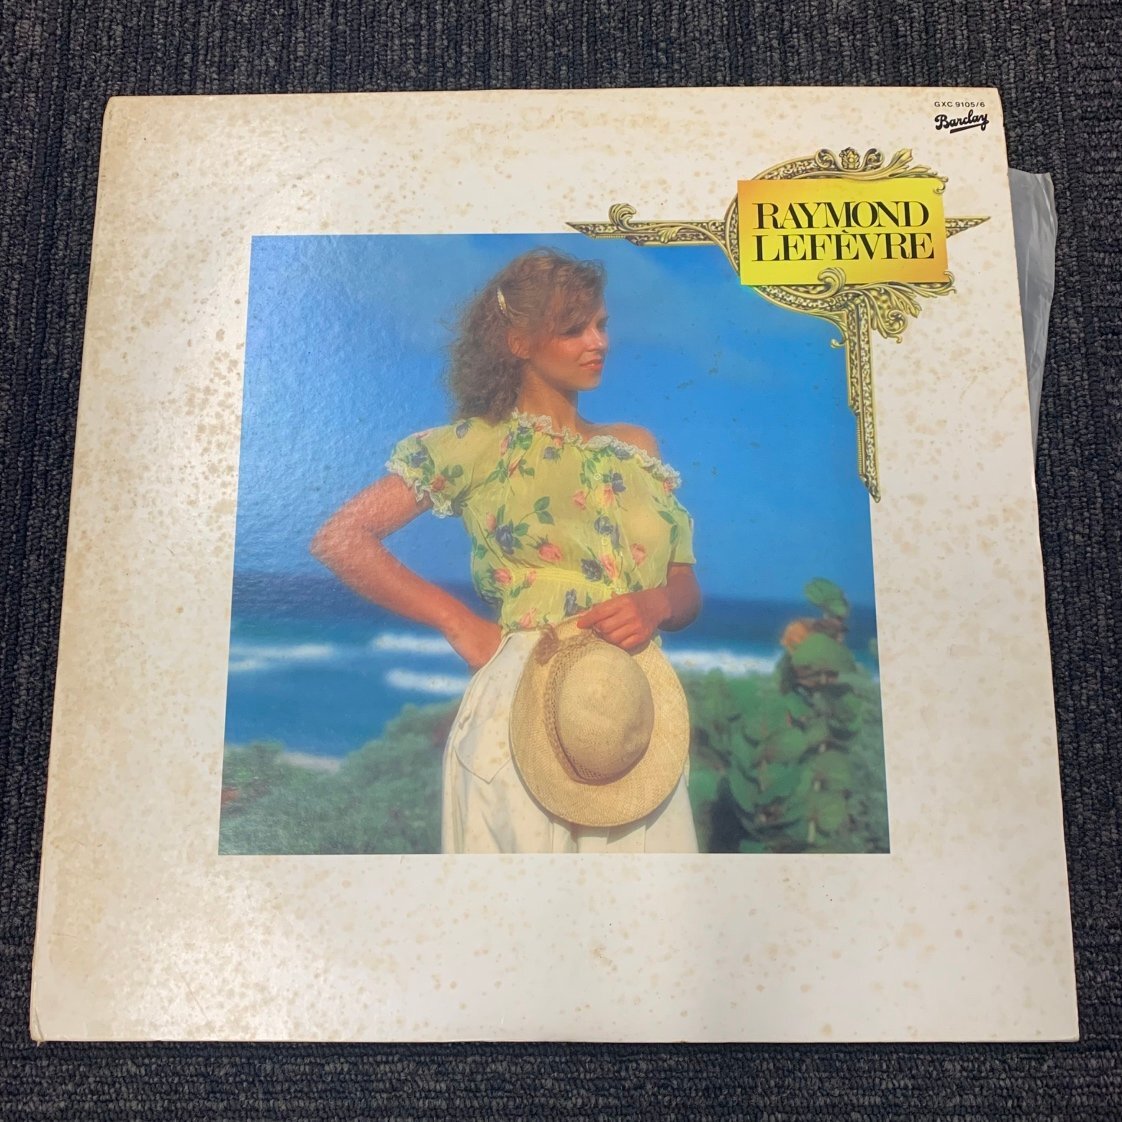 GXC 9105/6
Barclay
RAYMOND
LEFÈVRE